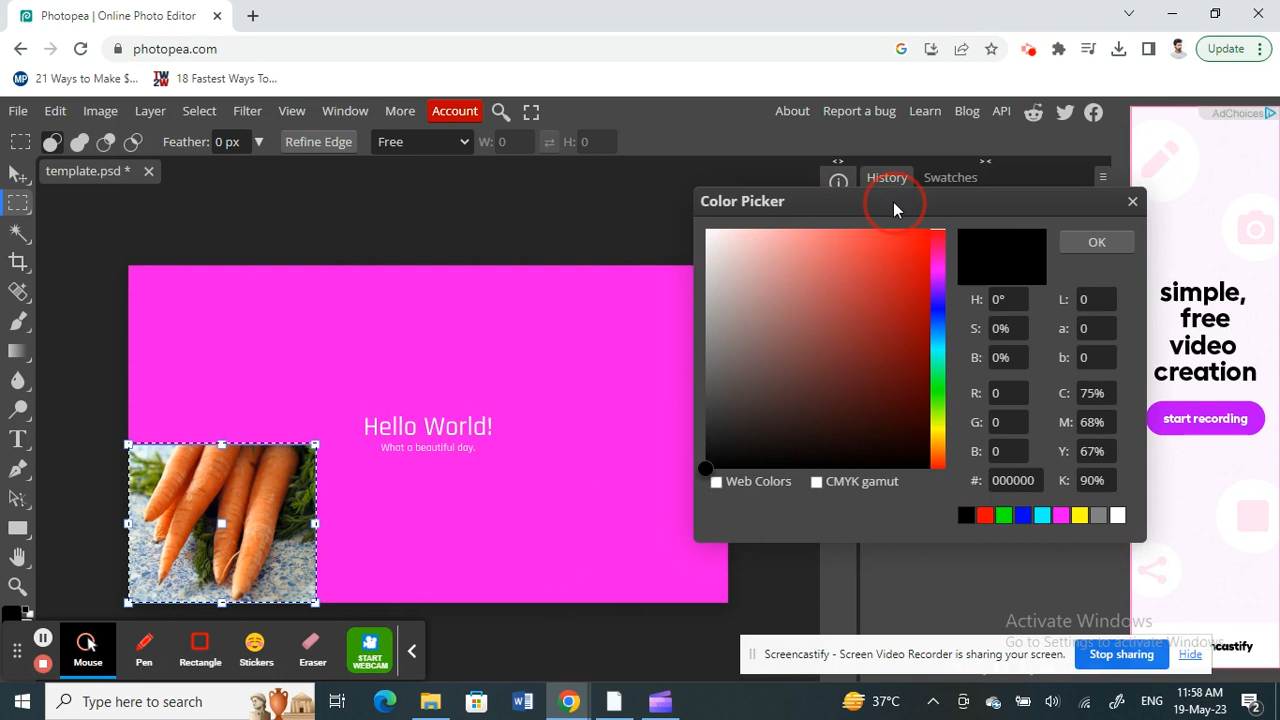 Photopea | Online Photo Editor
photopea.com
Update
MP 21 Ways to Make $...
TW2W 18 Fastest Ways To...
File Edit Image Layer Select Filter View Window More Account
About Report a bug Learn Blog API
AdChoices
Feather: 0 px Refine Edge Free W: 0 H: 0
template.psd *
History Swatches
Color Picker
OK
H: 0° L: 0
S: 0% a: 0
B: 0% b: 0
R: 0 C: 75%
G: 0 M: 68%
B: 0 Y: 67%
#: 000000 K: 90%
Web Colors CMYK gamut
simple,
free
video
creation
start recording
Hello World!
What a beautiful day.
Activate Windows
Go to Settings to activate Windows.
Mouse Pen Rectangle Stickers Eraser START
WEBCAM
Screencastify - Screen Video Recorder is sharing your screen. Stop sharing Hide
ncastify
Type here to search
37°C
ENG
11:58 AM
19-May-23
2